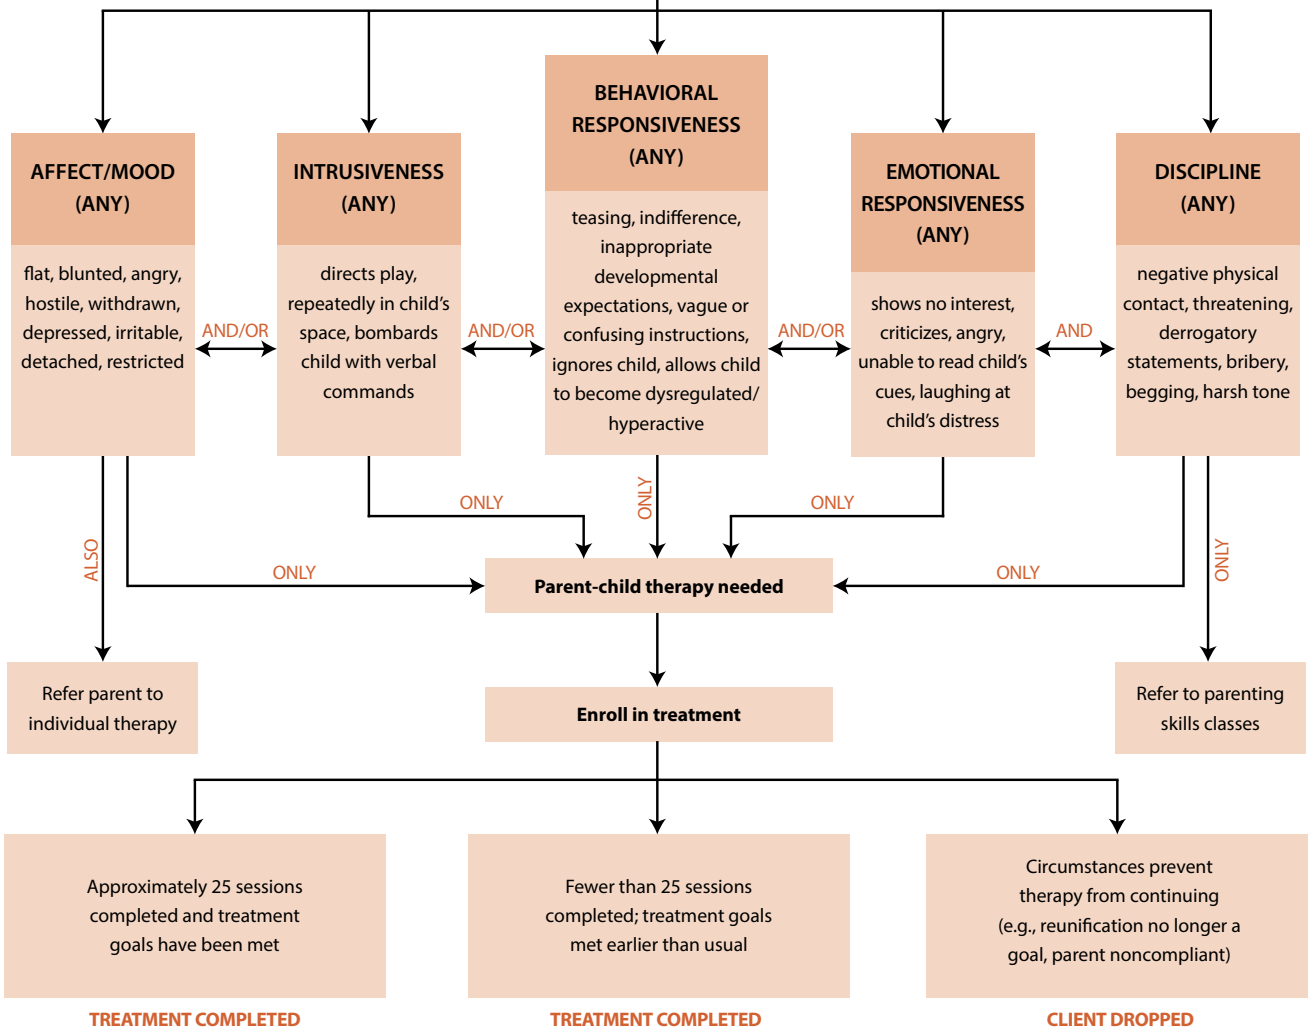 BEHAVIORAL
RESPONSIVENESS
(ANY)
teasing, indifference,
inappropriate
developmental
expectations, vague or
confusing instructions,
ignores child, allows child
to become dysregulated/
hyperactive
AFFECT/MOOD
(ANY)
flat, blunted, angry,
hostile, withdrawn,
depressed, irritable,
detached, restricted
AND/OR
INTRUSIVENESS
(ANY)
directs play,
repeatedly in child’s
space, bombards
child with verbal
commands
AND/OR
AND/OR
EMOTIONAL
RESPONSIVENESS
(ANY)
shows no interest,
criticizes, angry,
unable to read child’s
cues, laughing at
child’s distress
AND
DISCIPLINE
(ANY)
negative physical
contact, threatening,
derrogatory
statements, bribery,
begging, harsh tone
ONLY
ONLY
ONLY
ALSO
ONLY
ONLY
ONLY
Parent-child therapy needed
Refer parent to
individual therapy
Enroll in treatment
Refer to parenting
skills classes
Approximately 25 sessions
completed and treatment
goals have been met
TREATMENT COMPLETED
Fewer than 25 sessions
completed; treatment goals
met earlier than usual
TREATMENT COMPLETED
Circumstances prevent
therapy from continuing
(e.g., reunification no longer a
goal, parent noncompliant)
CLIENT DROPPED